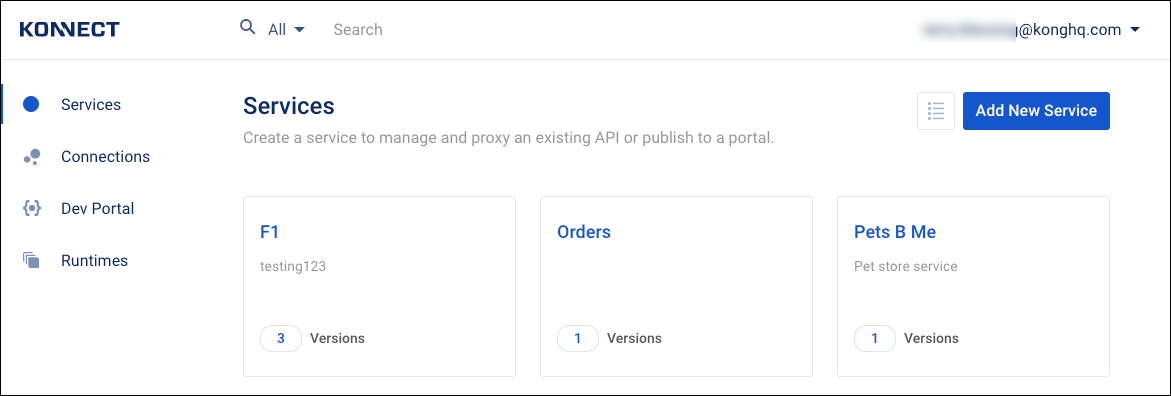 KONNECT
All
Search
@konghq.com
Services
Connections
Dev Portal
Runtimes
Services
Create a service to manage and proxy an existing API or publish to a portal.
Add New Service
F1
testing123
3 Versions
Orders
1 Versions
Pets B Me
Pet store service
1 Versions